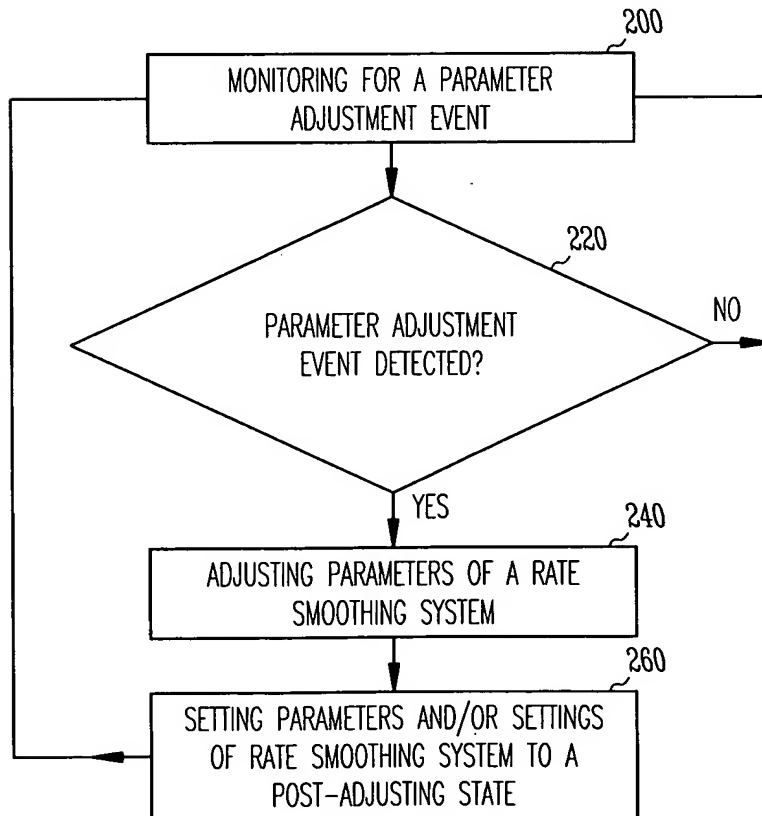 200
MONITORING FOR A PARAMETER
ADJUSTMENT EVENT
220
PARAMETER ADJUSTMENT
EVENT DETECTED?
NO
YES
240
ADJUSTING PARAMETERS OF A RATE
SMOOTHING SYSTEM
260
SETTING PARAMETERS AND/OR SETTINGS
OF RATE SMOOTHING SYSTEM TO A
POST-ADJUSTING STATE